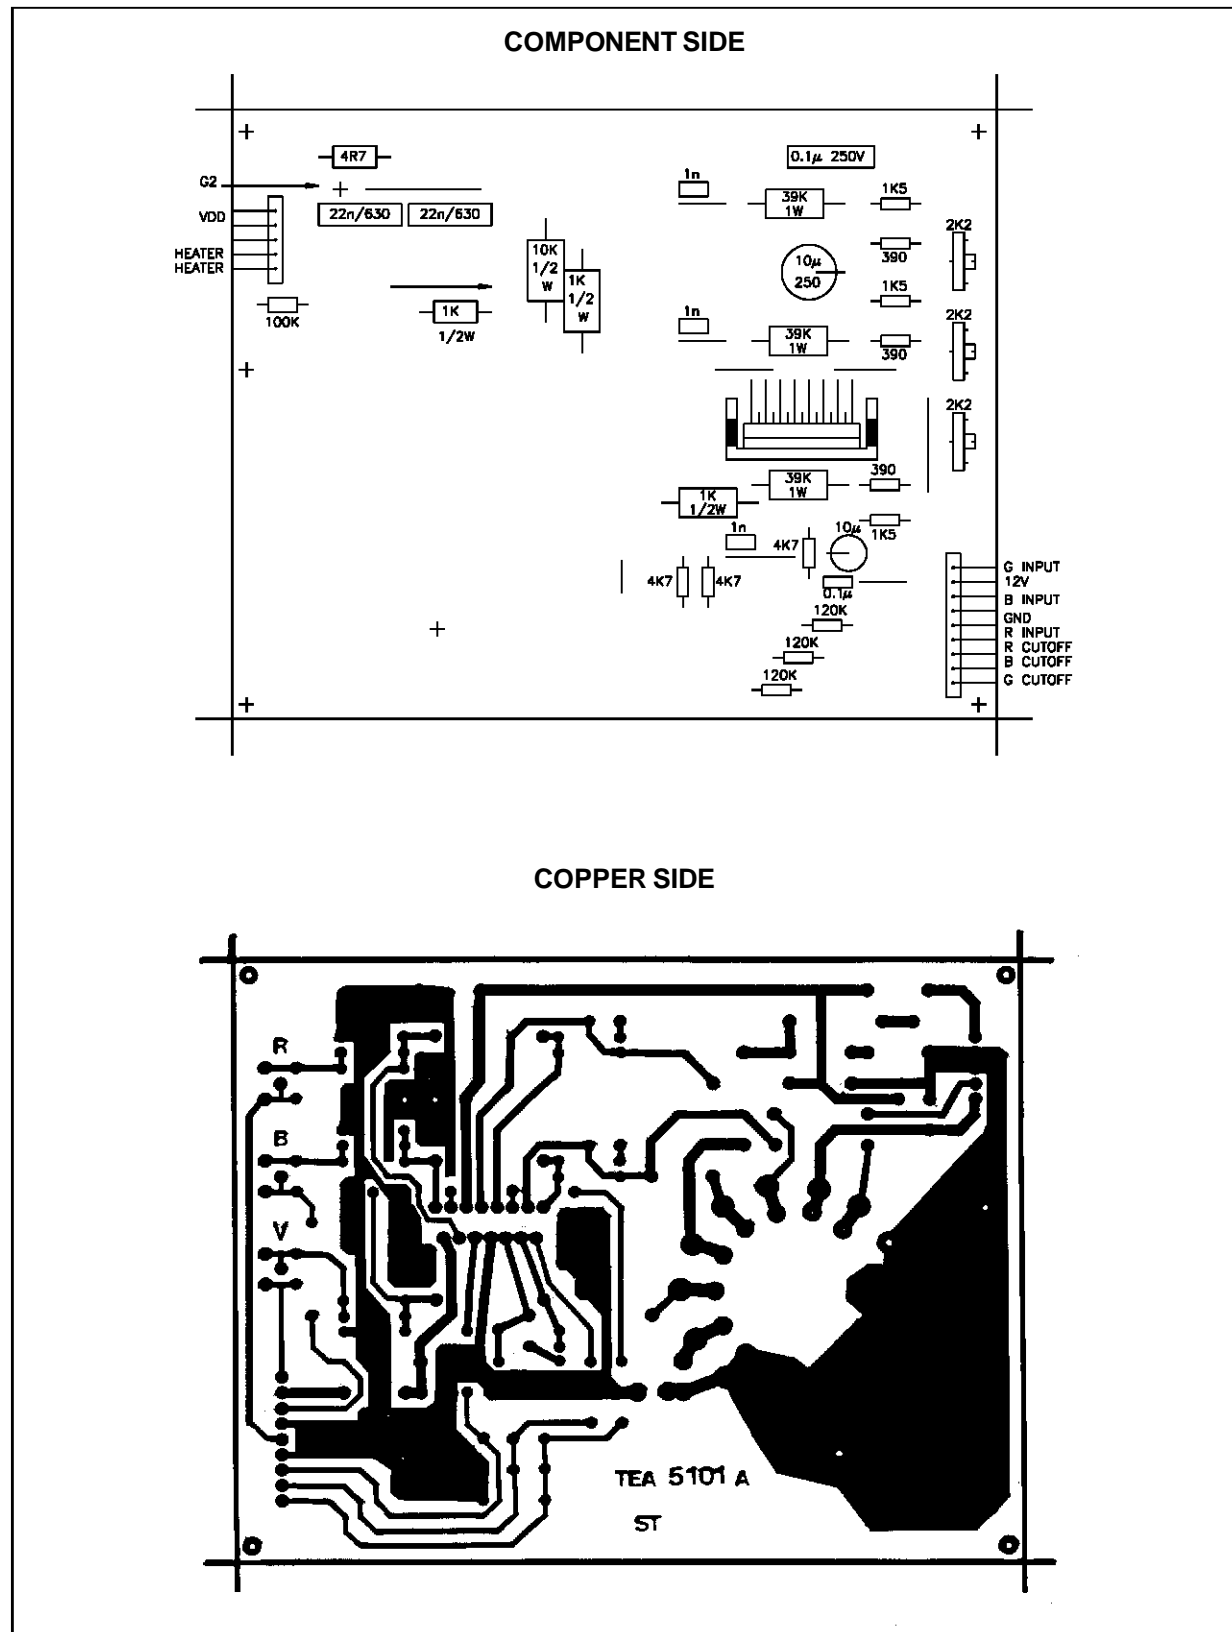 COMPONENT SIDE
4R7
0.1µ 250V
G2
1n
39K
1W
1K5
VDD
22n/630
22n/630
2K2
HEATER
HEATER
10K
1/2
W
10µ
250
390
1K
1/2
W
1K5
100K
1K
1/2W
1n
2K2
39K
1W
390
2K2
39K
1W
390
1K
1/2W
1n
10µ
1K5
4K7
4K7
4K7
0.1µ
120K
120K
120K
G INPUT
12V
B INPUT
GND
R INPUT
R CUTOFF
B CUTOFF
G CUTOFF
COPPER SIDE
R
B
V
TEA 5101 A
ST